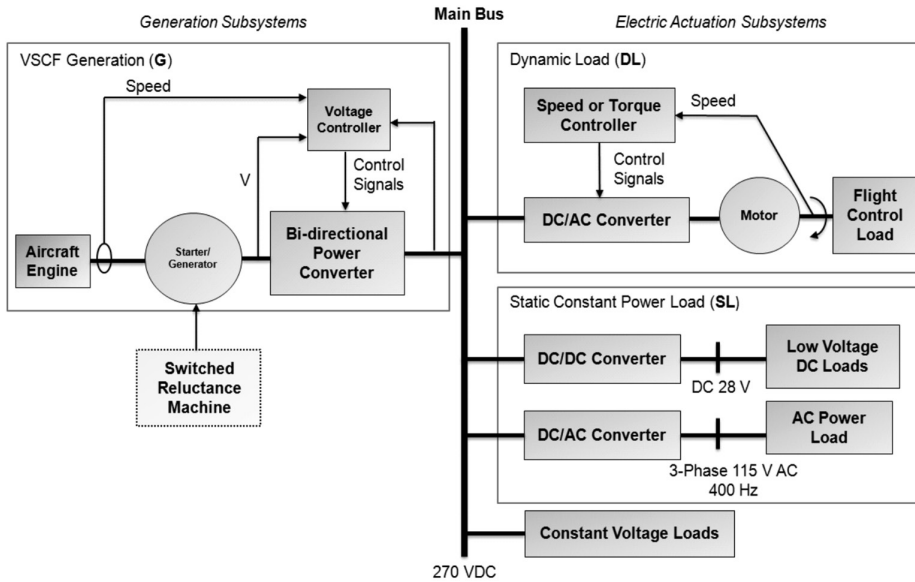 Generation Subsystems
Main Bus
Electric Actuation Subsystems
VSCF Generation (G)
Speed
Voltage
Controller
V
Control
Signals
Aircraft
Engine
Starter/
Generator
Bi-directional
Power
Converter
Switched
Reluctance
Machine
Dynamic Load (DL)
Speed or Torque
Controller
Speed
Control
Signals
DC/AC Converter
Motor
Flight
Control
Load
Static Constant Power Load (SL)
DC/DC Converter
DC 28 V
Low Voltage
DC Loads
DC/AC Converter
3-Phase 115 V AC
400 Hz
AC Power
Load
Constant Voltage Loads
270 VDC